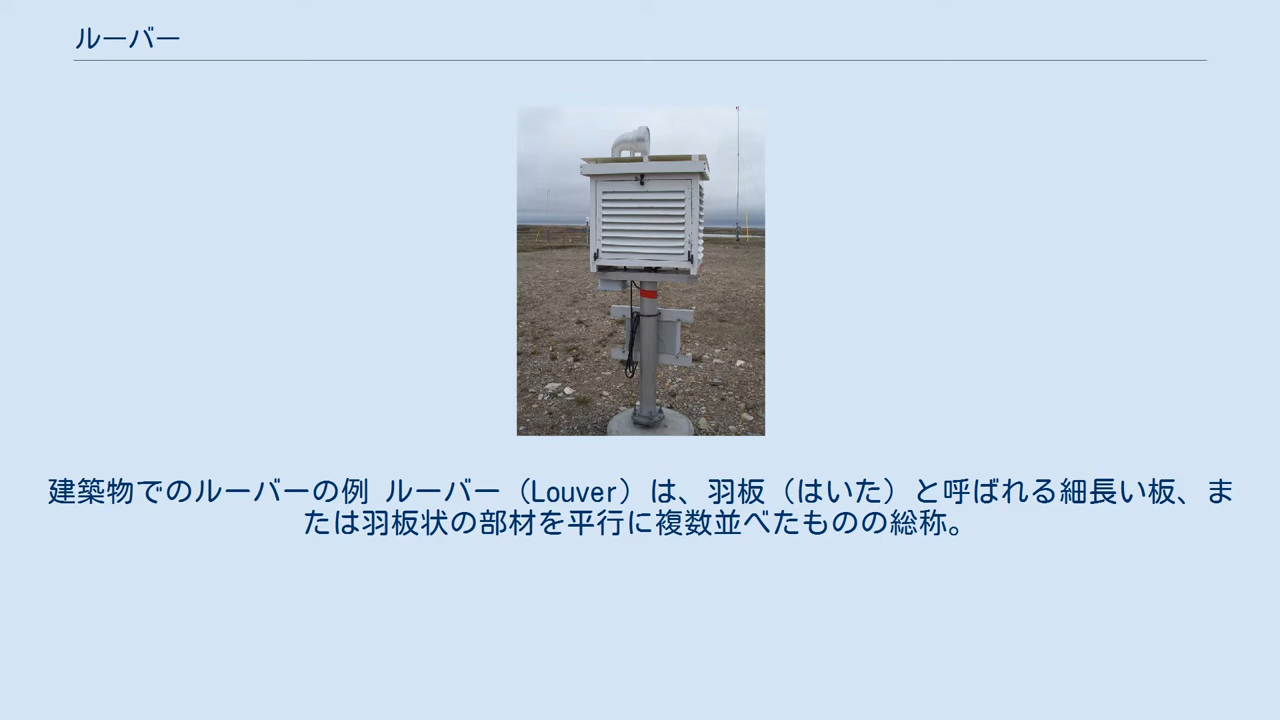 ルーバー
建築物でのルーバーの例 ルーバー（Louver）は、羽板（はいた）と呼ばれる細長い板、ま
たは羽板状の部材を平行に複数並べたものの総称。